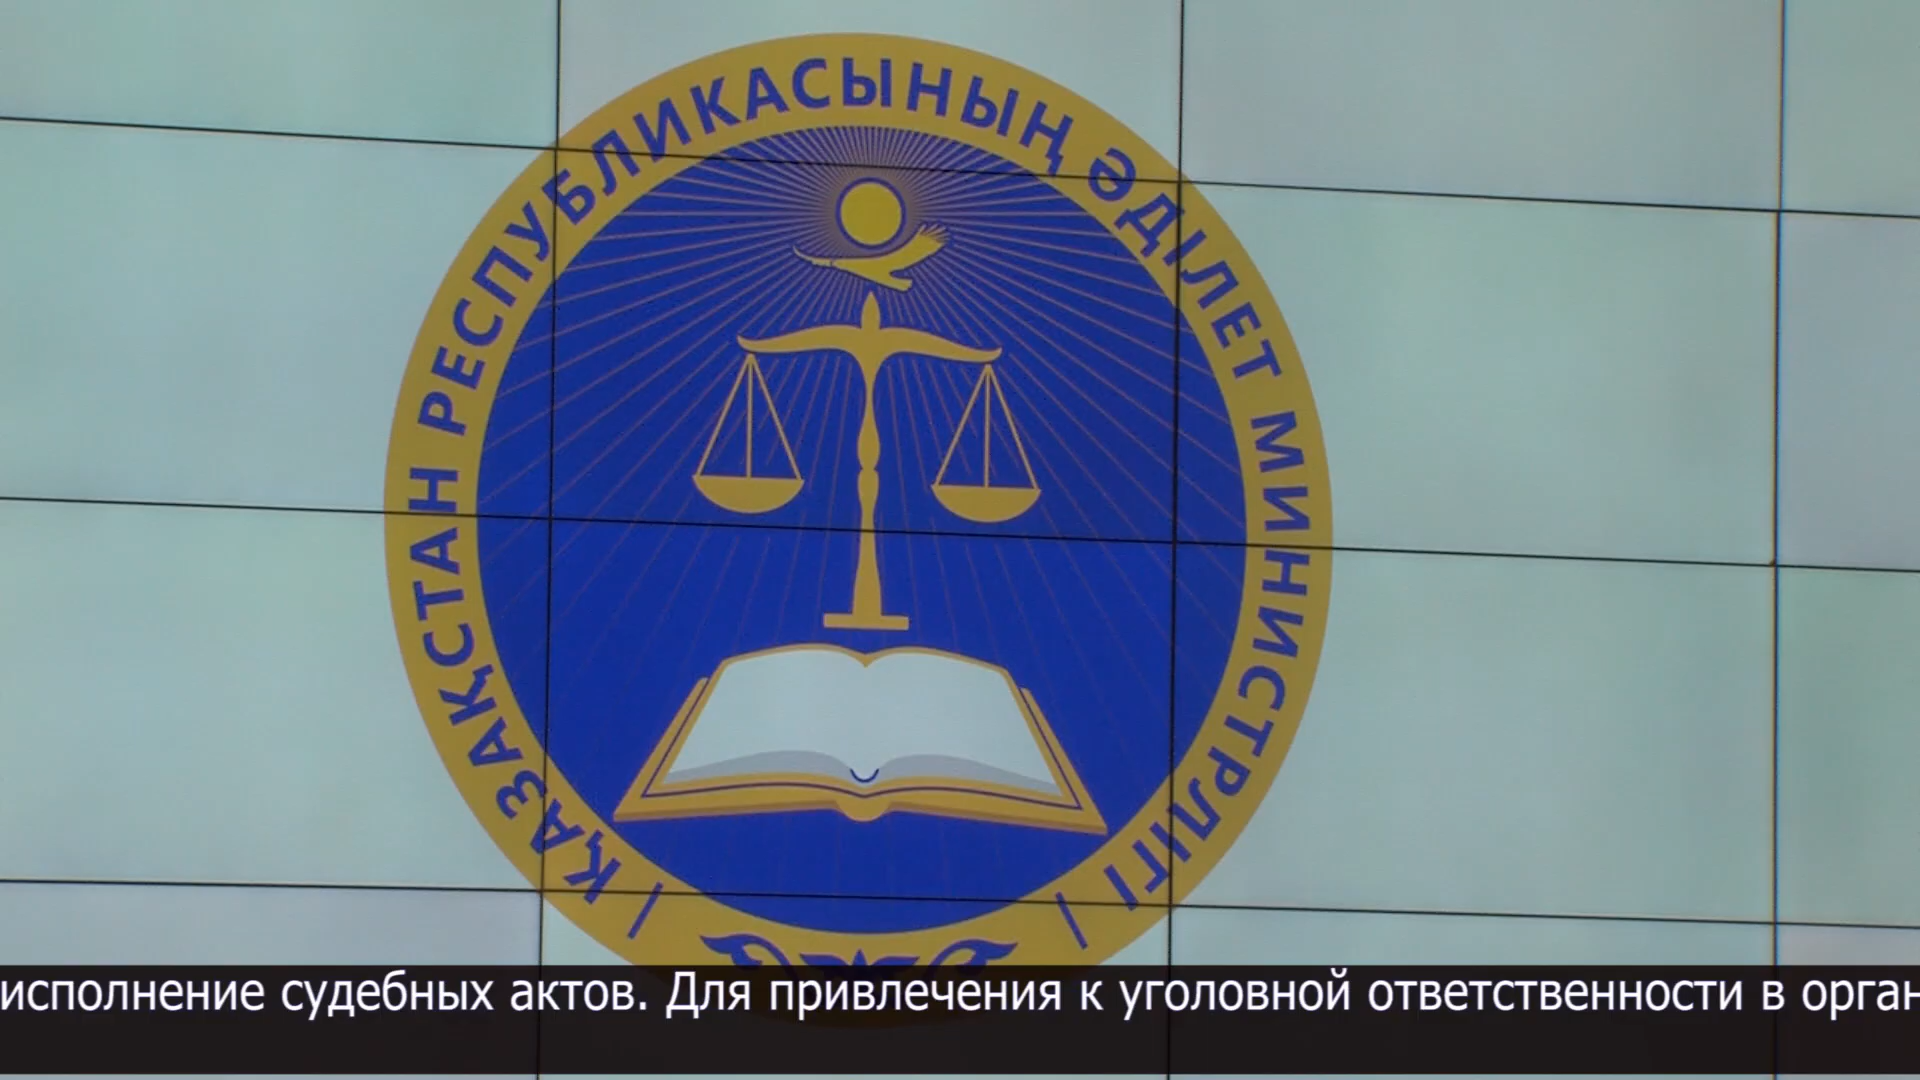 ҚАЗАҚСТАН РЕСПУБЛИКАСЫНЫҢ ӘДІЛЕТ МИНИСТРЛІГІ
исполнение судебных актов. Для привлечения к уголовной ответственности в орган